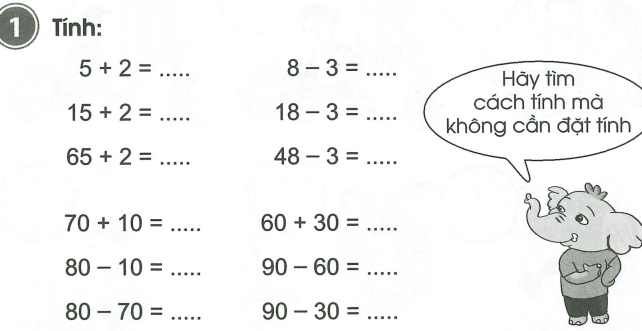 1 Tính:
5 + 2 = ..... 8 – 3 = .....
15 + 2 = ..... 18 – 3 = .....
65 + 2 = ..... 48 – 3 = .....
70 + 10 = ..... 60 + 30 = .....
80 – 10 = ..... 90 – 60 = .....
80 – 70 = ..... 90 – 30 = .....
Hãy tìm
cách tính mà
không cần đặt tính